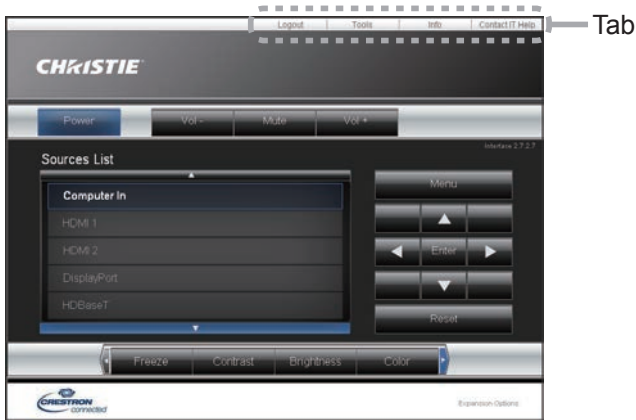 Logout Tools Info Contact IT Help
Tab
CHRISTIE
Power Vol - Mute Vol +
Interface 2.7.2.7
Sources List
Computer In
HDMI 1
HDMI 2
DisplayPort
HDBaseT
Menu
Enter
Reset
Freeze Contrast Brightness Color
CRESTRON
connected
Expansion Options